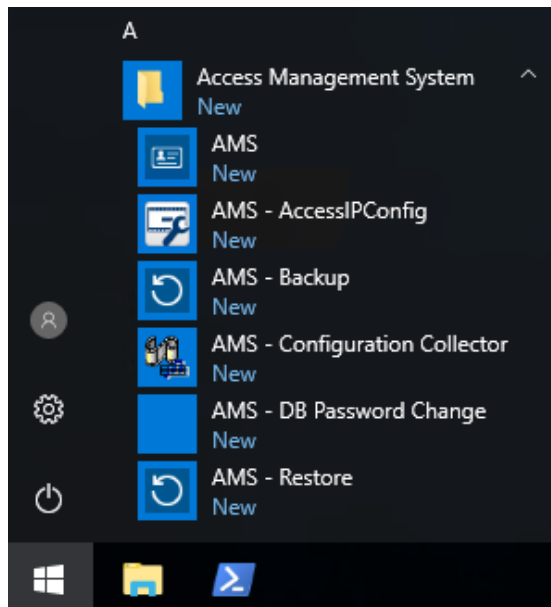 A
Access Management System
New
AMS
New
AMS - AccessIPConfig
New
AMS - Backup
New
AMS - Configuration Collector
New
AMS - DB Password Change
New
AMS - Restore
New